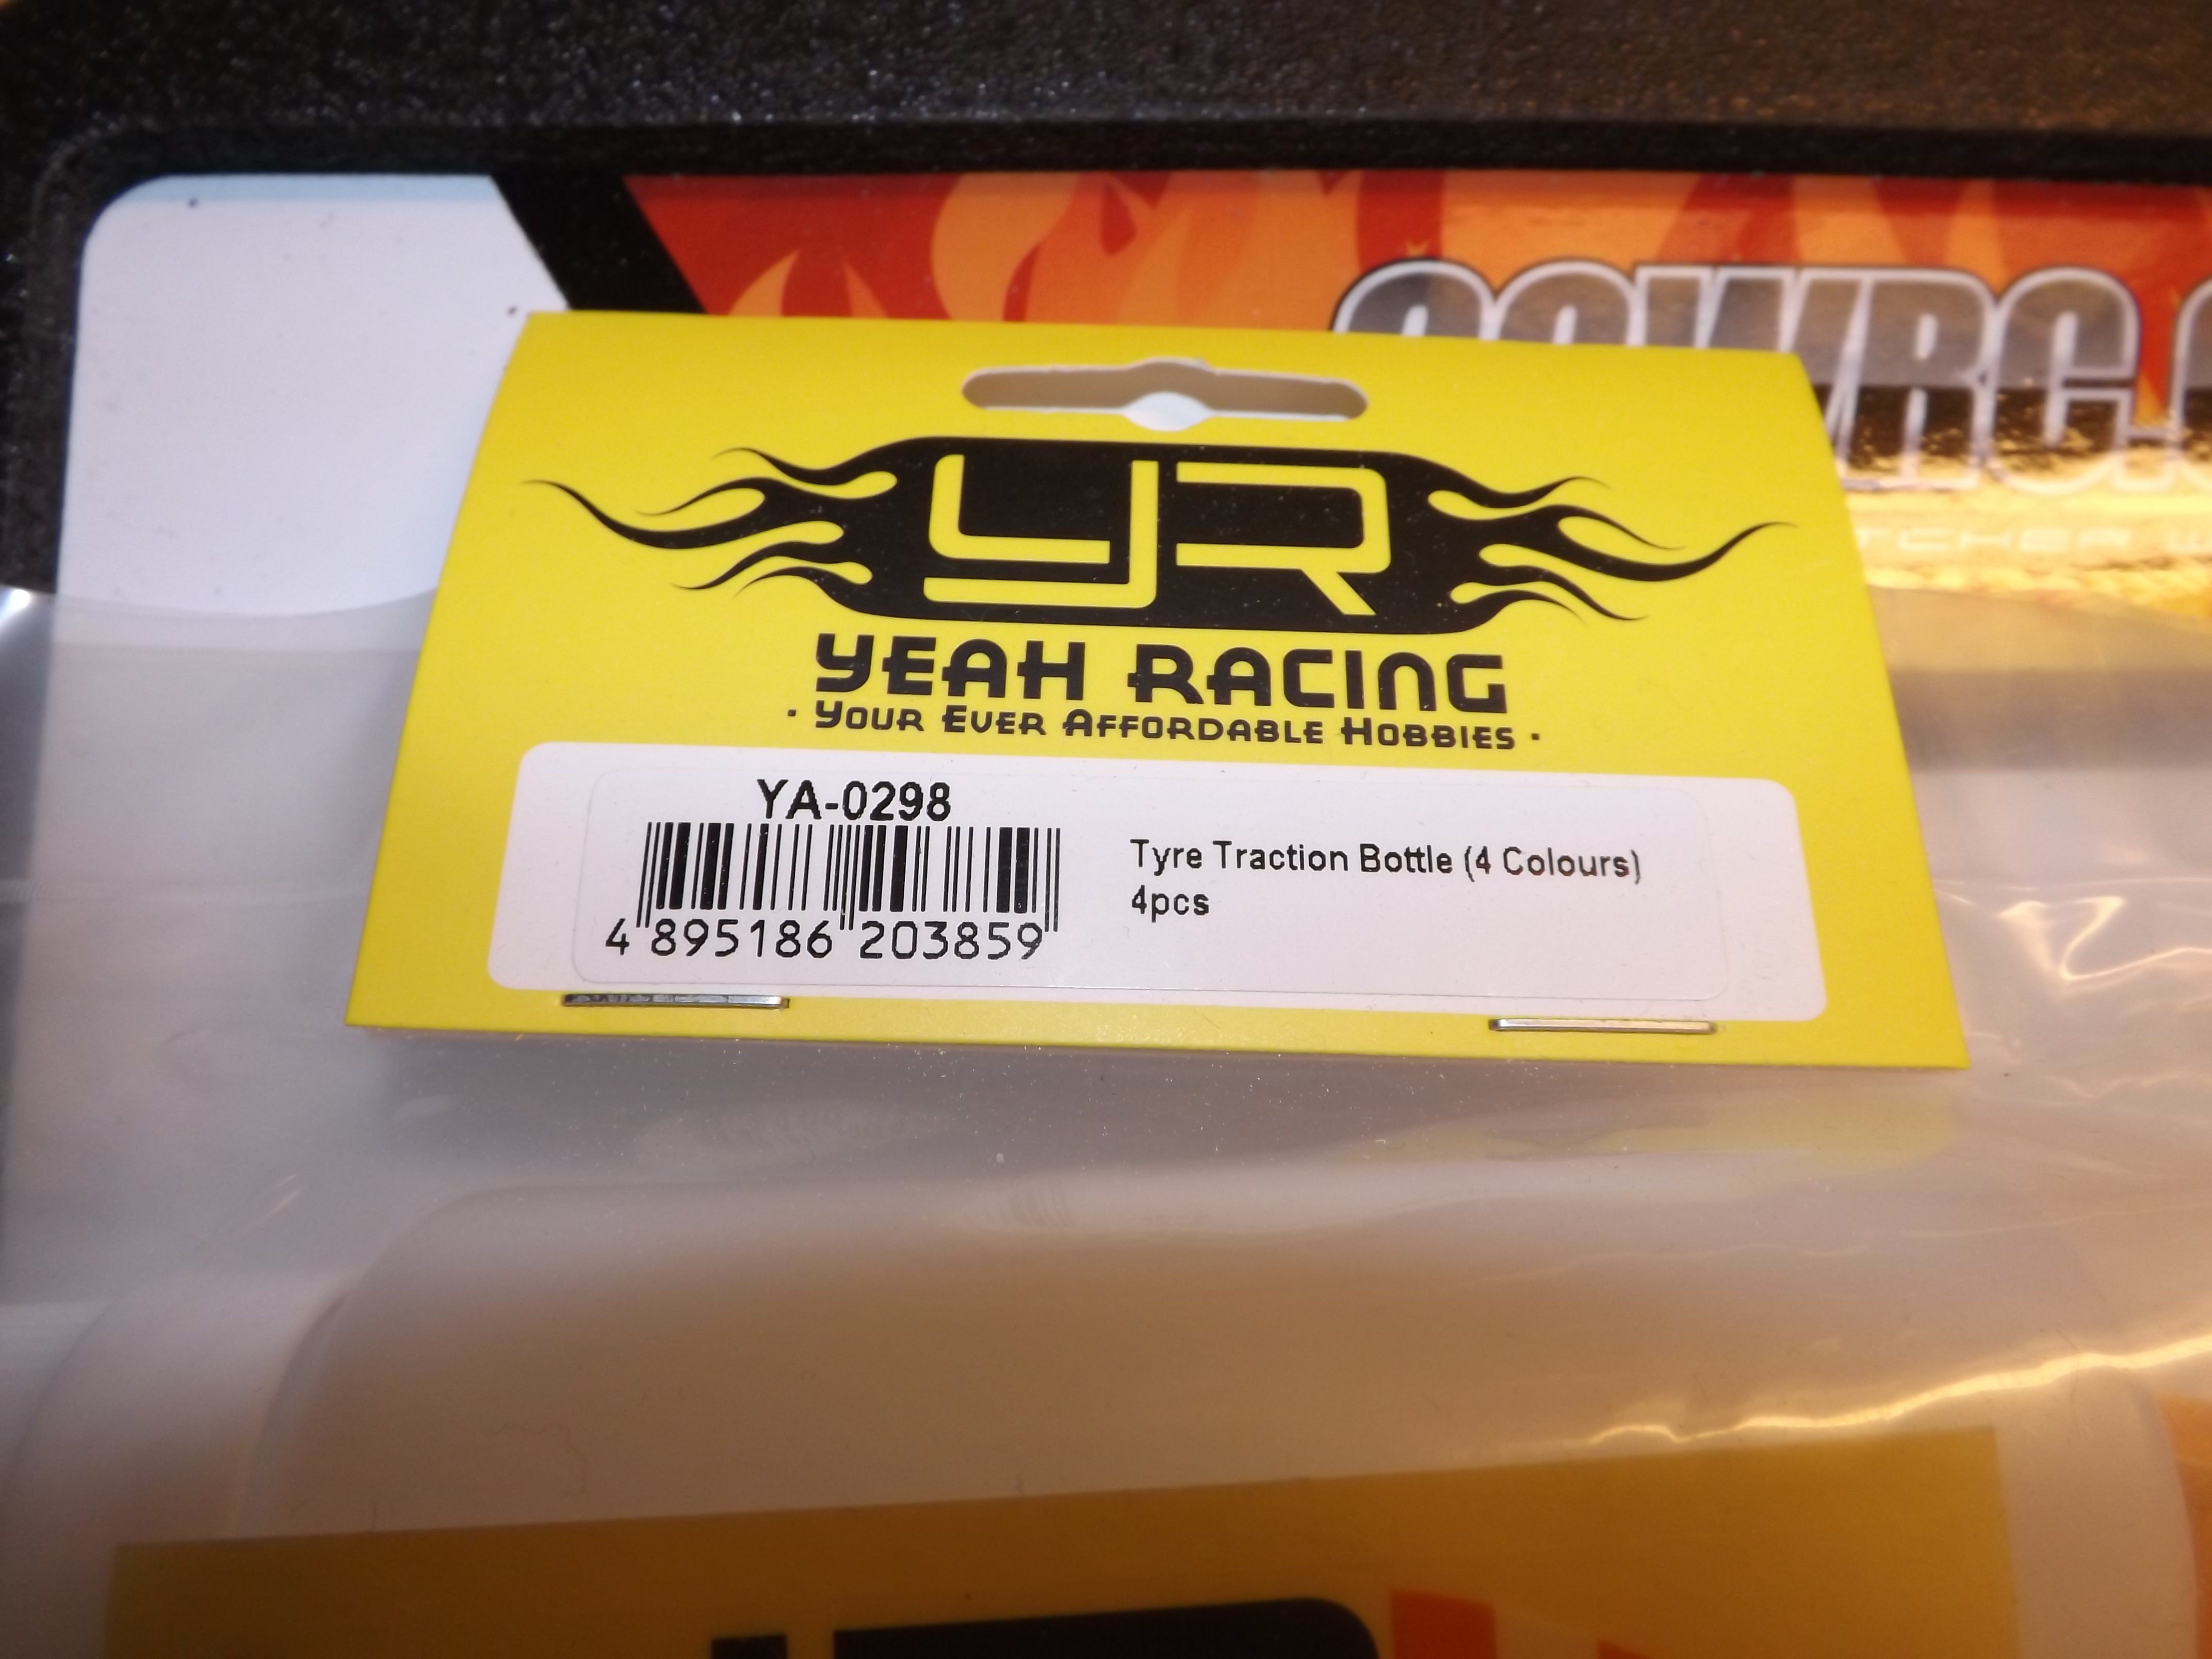 YR
YEAH RACING
· YOUR EVER AFFORDABLE HOBBIES ·
YA-0298
Tyre Traction Bottle (4 Colours)
4pcs
4 895186 203859